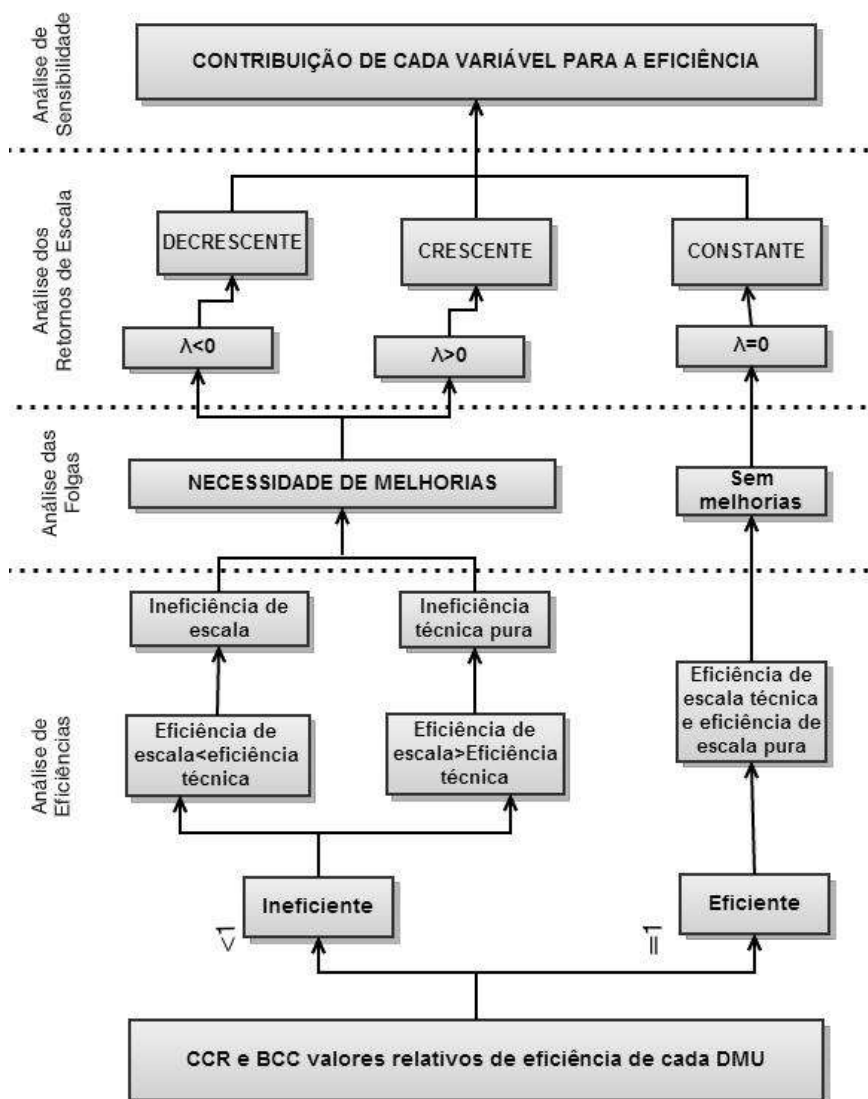 Análise de
Sensibilidade
CONTRIBUIÇÃO DE CADA VARIÁVEL PARA A EFICIÊNCIA
Análise dos
Retornos de Escala
DECRESCENTE
CRESCENTE
CONSTANTE
λ<0
λ>0
λ=0
Análise das
Folgas
NECESSIDADE DE MELHORIAS
Sem
melhorias
Análise de
Eficiências
Ineficiência de
escala
Ineficiência
técnica pura
Eficiência de
escala técnica
e eficiência de
escala pura
Eficiência de
escala<eficiência
técnica
Eficiência de
escala>Eficiência
técnica
<1
Ineficiente
=1
Eficiente
CCR e BCC valores relativos de eficiência de cada DMU